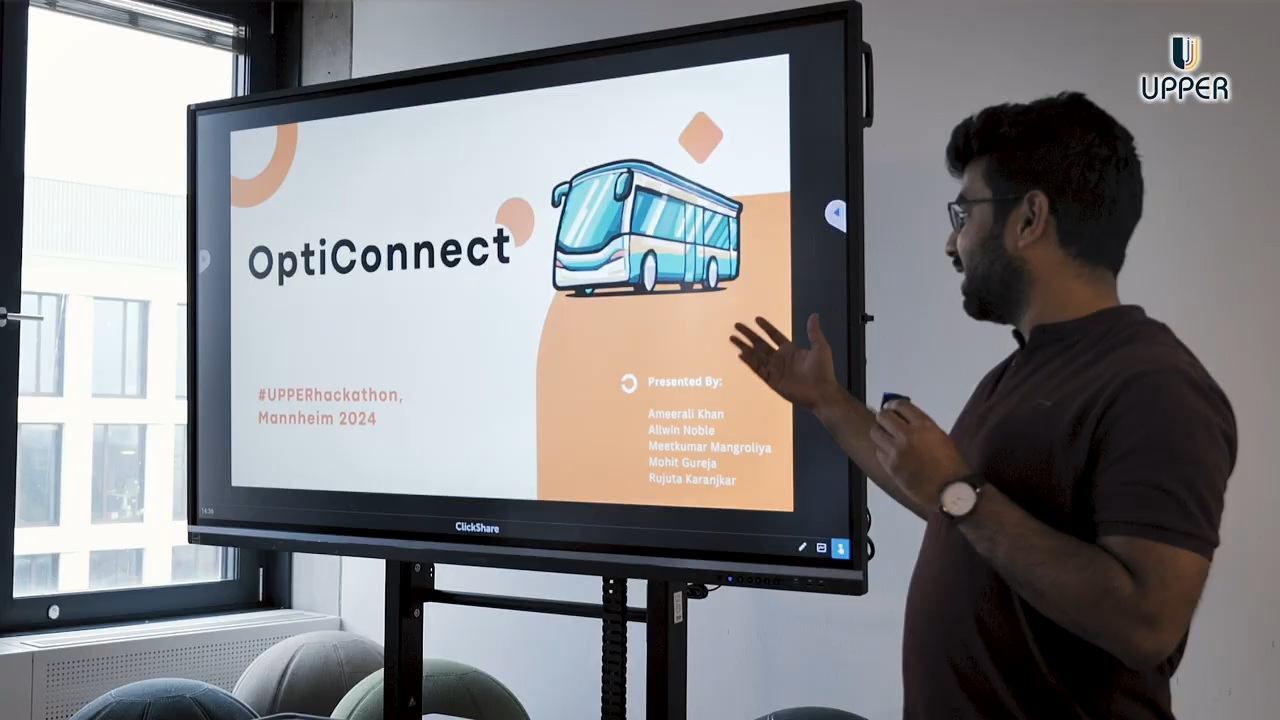 UPPER
OptiConnect
#UPPERhackathon,
Mannheim 2024
Presented By:
Ameerali Khan
Allwin Noble
Meetkumar Mangroliya
Mohit Gureja
Rujuta Karanjkar
ClickShare